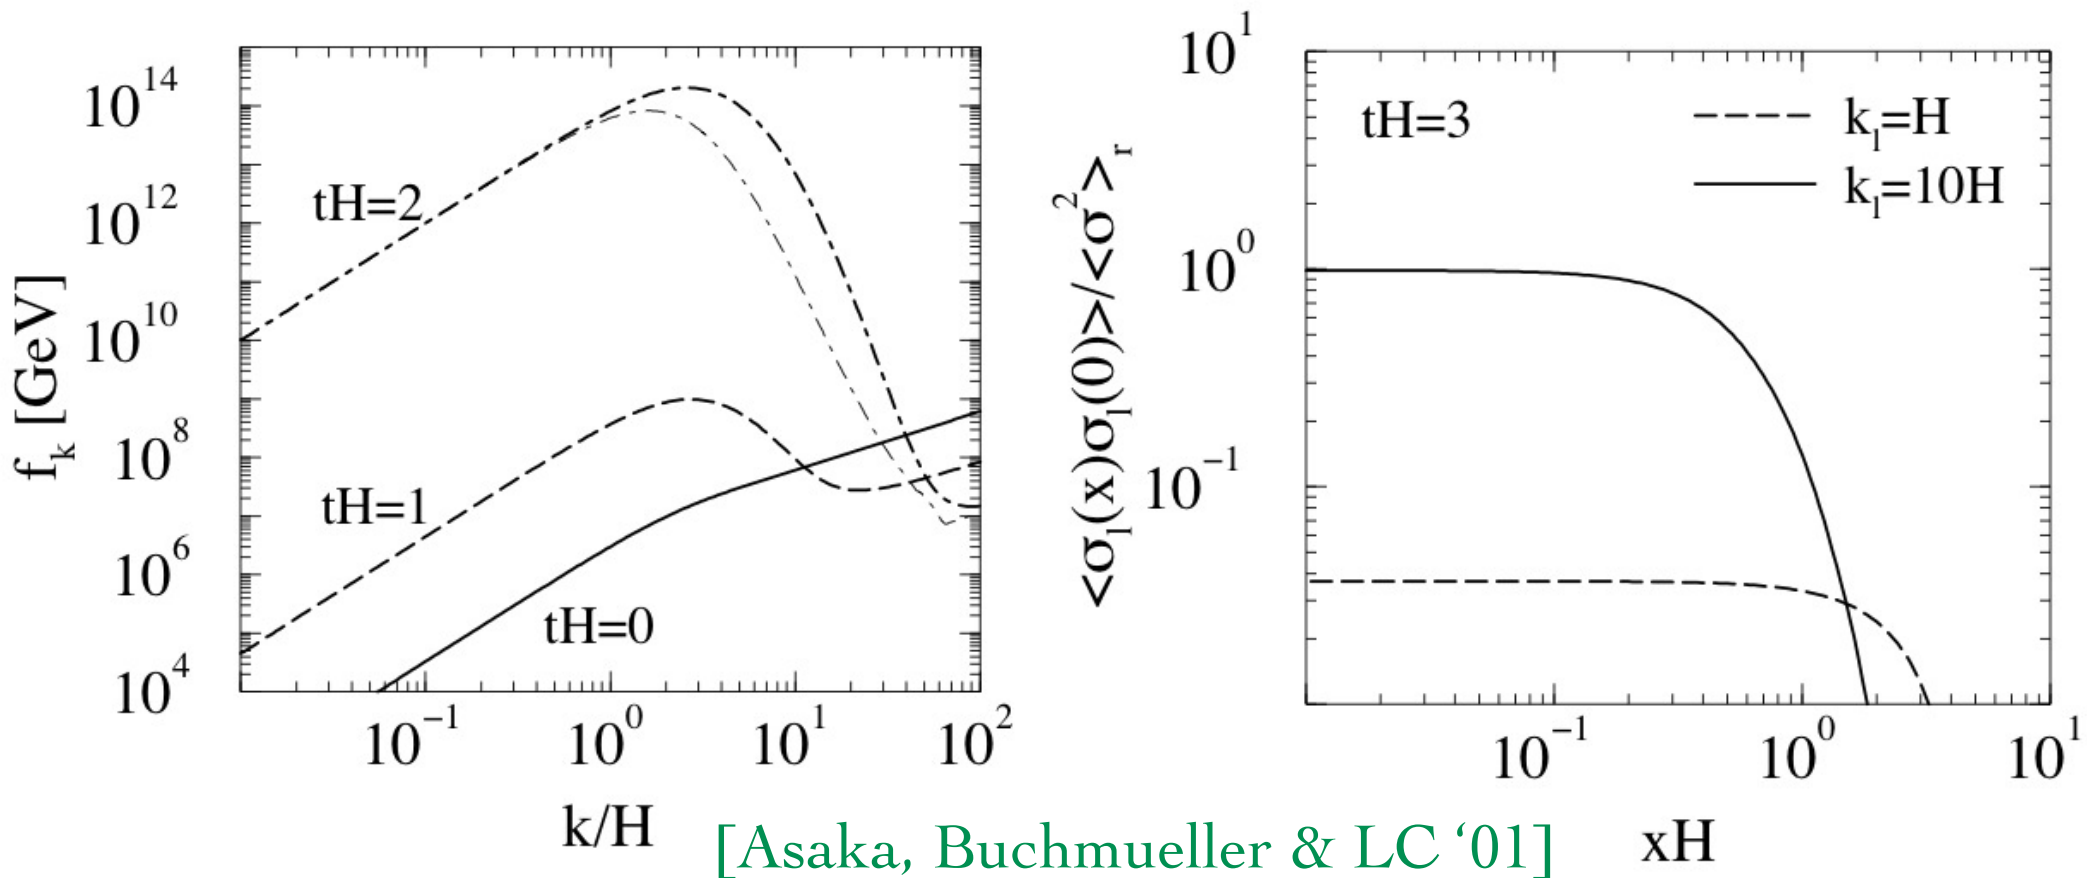 f_k [GeV]
10^14
10^12
10^10
10^8
10^6
10^4
tH=2
tH=1
tH=0
10^-1 10^0 10^1 10^2
k/H
<σ_l(x)σ_l(0)>/<σ^2>_r
10^1
10^0
10^-1
tH=3
k_l=H
k_l=10H
10^-1 10^0 10^1
xH
[Asaka, Buchmueller & LC ‘01]